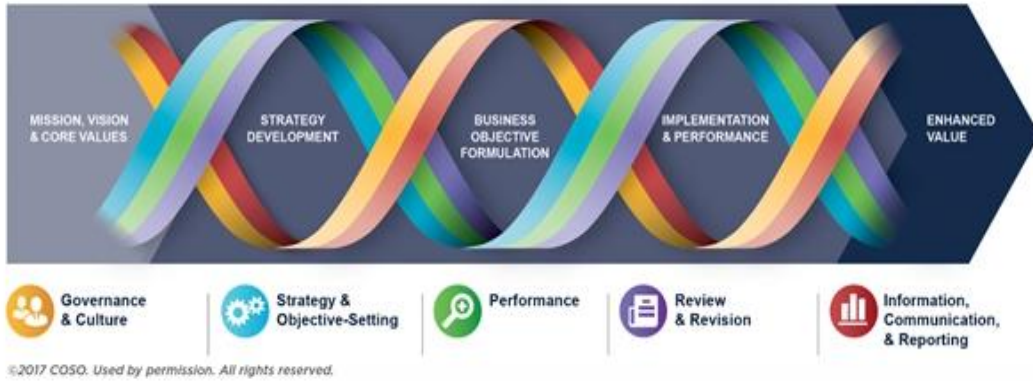 MISSION, VISION
& CORE VALUES
STRATEGY
DEVELOPMENT
BUSINESS
OBJECTIVE
FORMULATION
IMPLEMENTATION
& PERFORMANCE
ENHANCED
VALUE
Governance
& Culture
Strategy &
Objective-Setting
Performance
Review
& Revision
Information,
Communication,
& Reporting
©2017 COSO. Used by permission. All rights reserved.